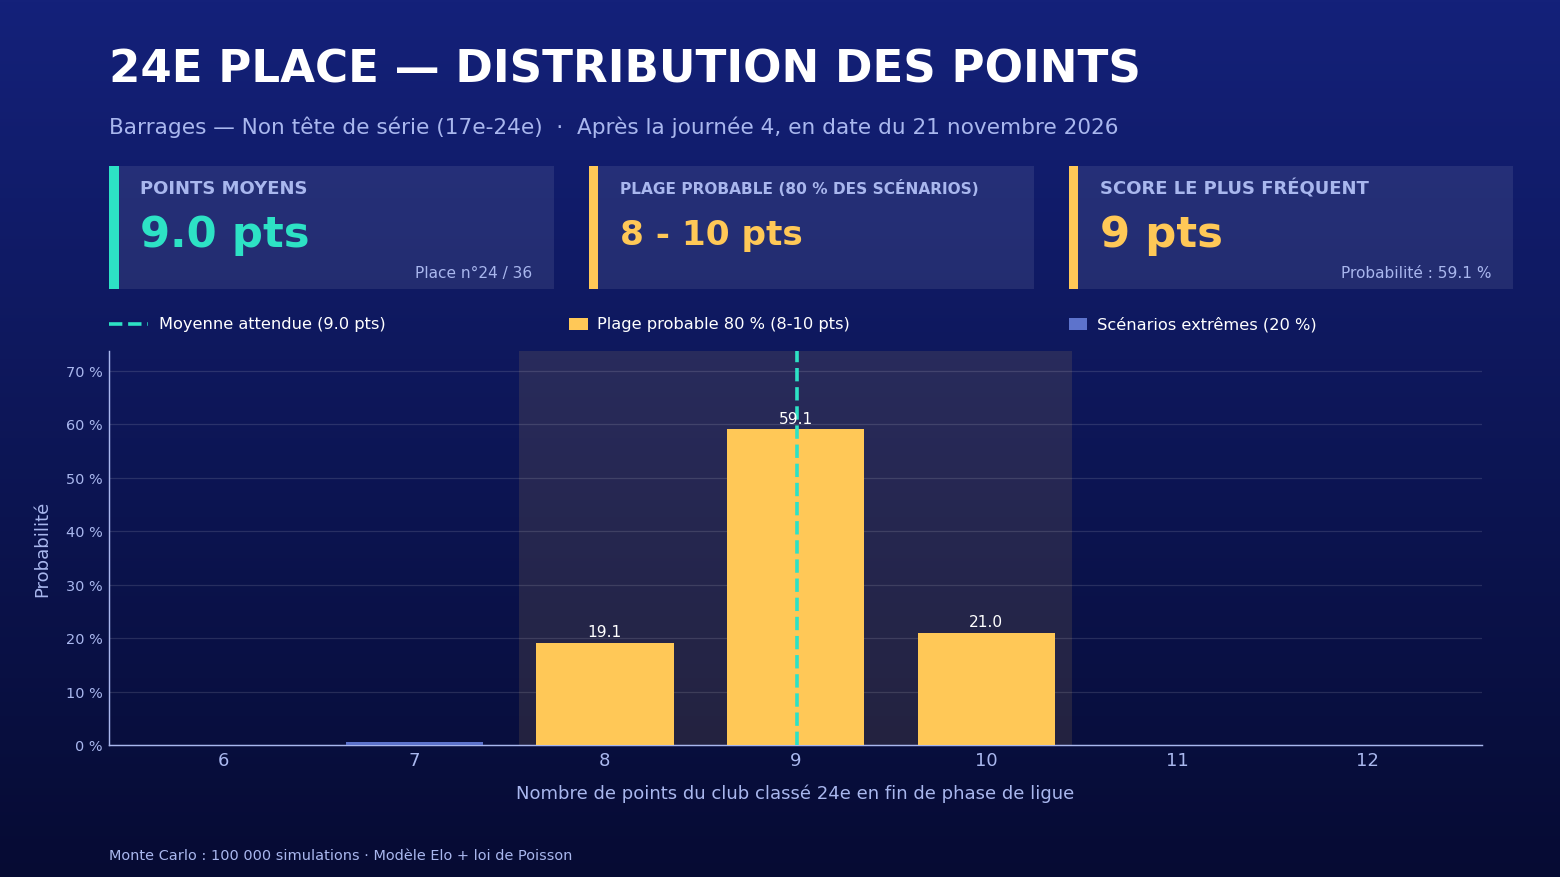 24E PLACE — DISTRIBUTION DES POINTS
Barrages — Non tête de série (17e-24e) · Après la journée 4, en date du 21 novembre 2026
POINTS MOYENS
9.0 pts
Place n°24 / 36
PLAGE PROBABLE (80 % DES SCÉNARIOS)
8 - 10 pts
SCORE LE PLUS FRÉQUENT
9 pts
Probabilité : 59.1 %
Moyenne attendue (9.0 pts)
Plage probable 80 % (8-10 pts)
Scénarios extrêmes (20 %)
Probabilité
70 %
60 %
50 %
40 %
30 %
20 %
10 %
0 %
19.1
59.1
21.0
6 7 8 9 10 11 12
Nombre de points du club classé 24e en fin de phase de ligue
Monte Carlo : 100 000 simulations · Modèle Elo + loi de Poisson